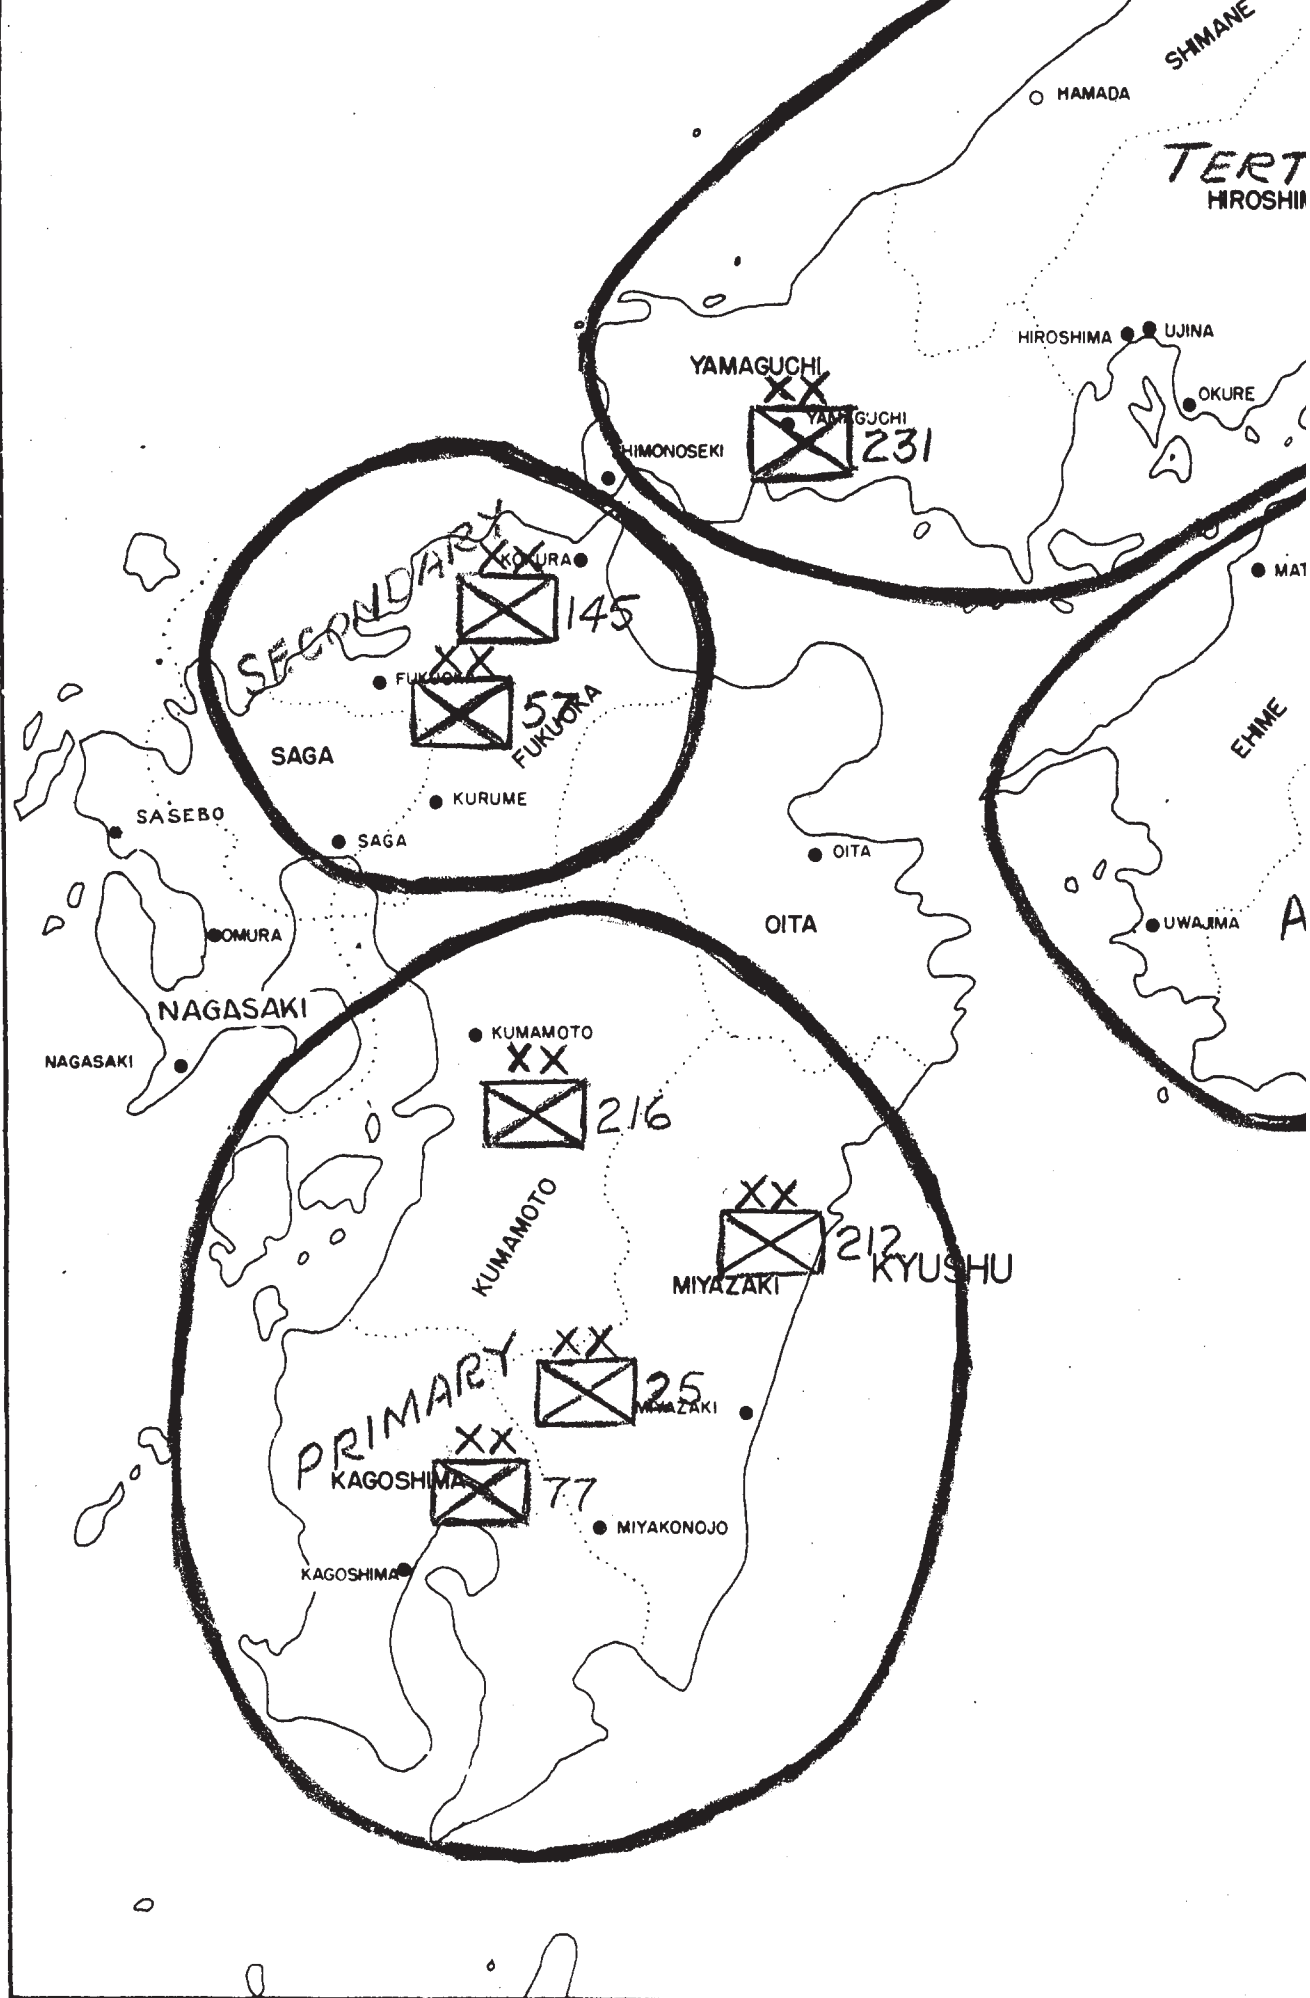 SHIMANE
HAMADA
TERT
HIROSHIM
HIROSHIMA
UJINA
YAMAGUCHI
XX
OKURE
YAMAGUCHI
231
HIMONOSEKI
SECONDARY
XX
KOKURA
MAT
145
XX
FUKUOKA
57
FUKUOKA
EHIME
SAGA
KURUME
SASEBO
SAGA
OITA
OITA
UWAJIMA
A
OMURA
NAGASAKI
KUMAMOTO
NAGASAKI
XX
216
KUMAMOTO
XX
212
KYUSHU
MIYAZAKI
PRIMARY
XX
25
MIYAZAKI
XX
KAGOSHIMA
77
MIYAKONOJO
KAGOSHIMA